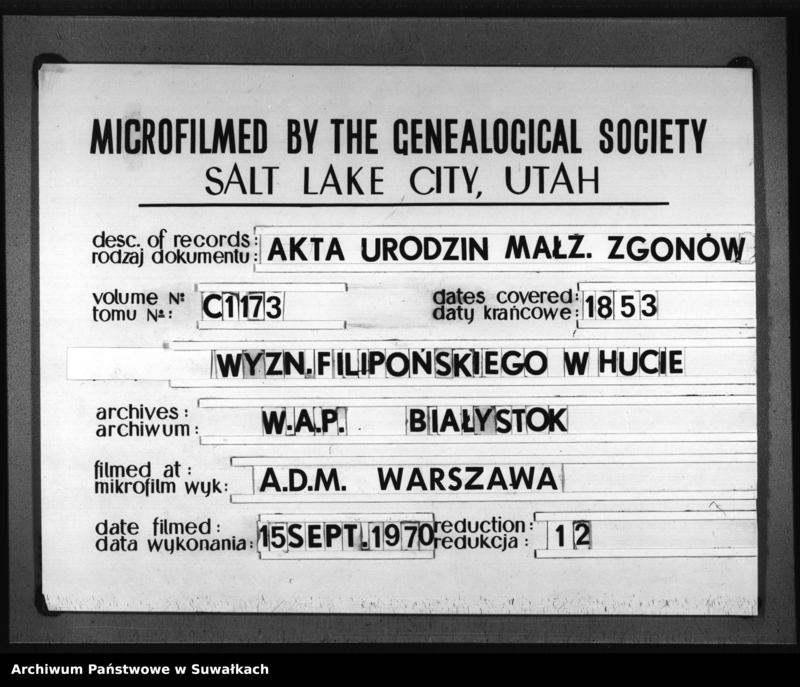 MICROFILMED BY THE GENEALOGICAL SOCIETY
SALT LAKE CITY, UTAH
desc. of records: AKTA URODZIN MAŁŻ. ZGONÓW
rodzaj dokumentu:
volume №: C1173 dates covered: 1853
tomu №: daty krańcowe:
WYZN. FILIPOŃSKIEGO W HUCIE
archives: W.A.P. BIAŁYSTOK
archiwum:
filmed at: A.D.M. WARSZAWA
mikrofilm wyk:
date filmed: 15 SEPT. 1970 reduction: 12
data wykonania: redukcja:
Archiwum Państwowe w Suwałkach